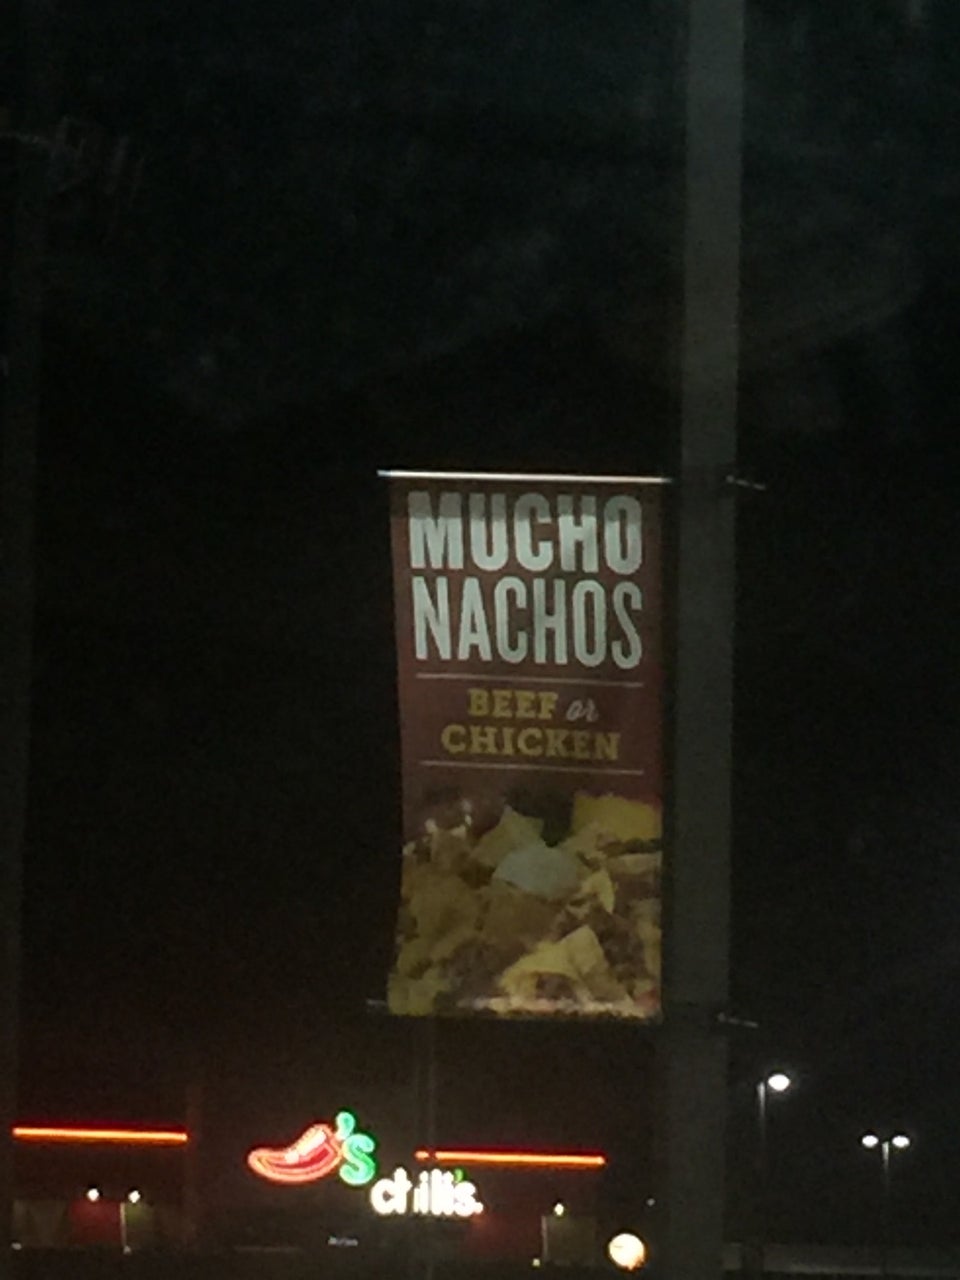 MUCHO
NACHOS
BEEF or
CHICKEN
's
chili's.